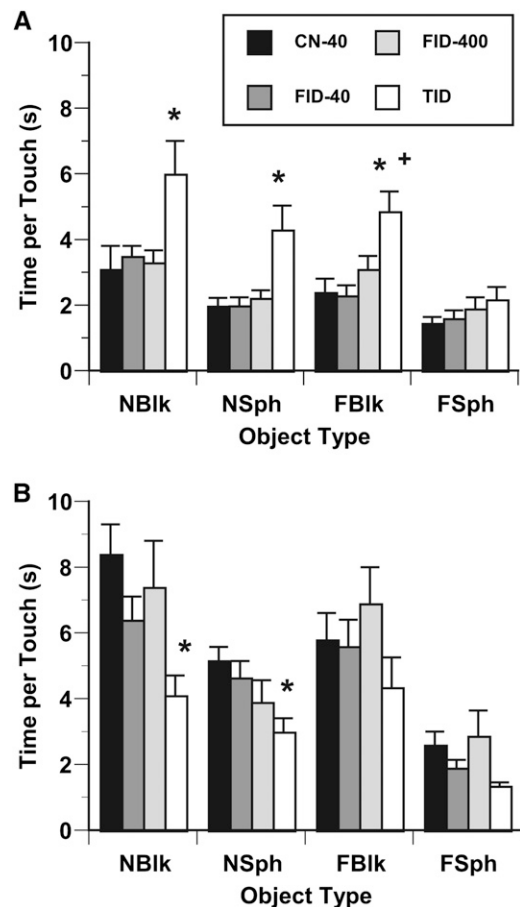 A
CN-40 FID-400
FID-40 TID
10
8
6
4
2
0
Time per Touch (s)
* * * +
NBlk NSph FBlk FSph
Object Type
B
10
8
6
4
2
0
Time per Touch (s)
* *
NBlk NSph FBlk FSph
Object Type